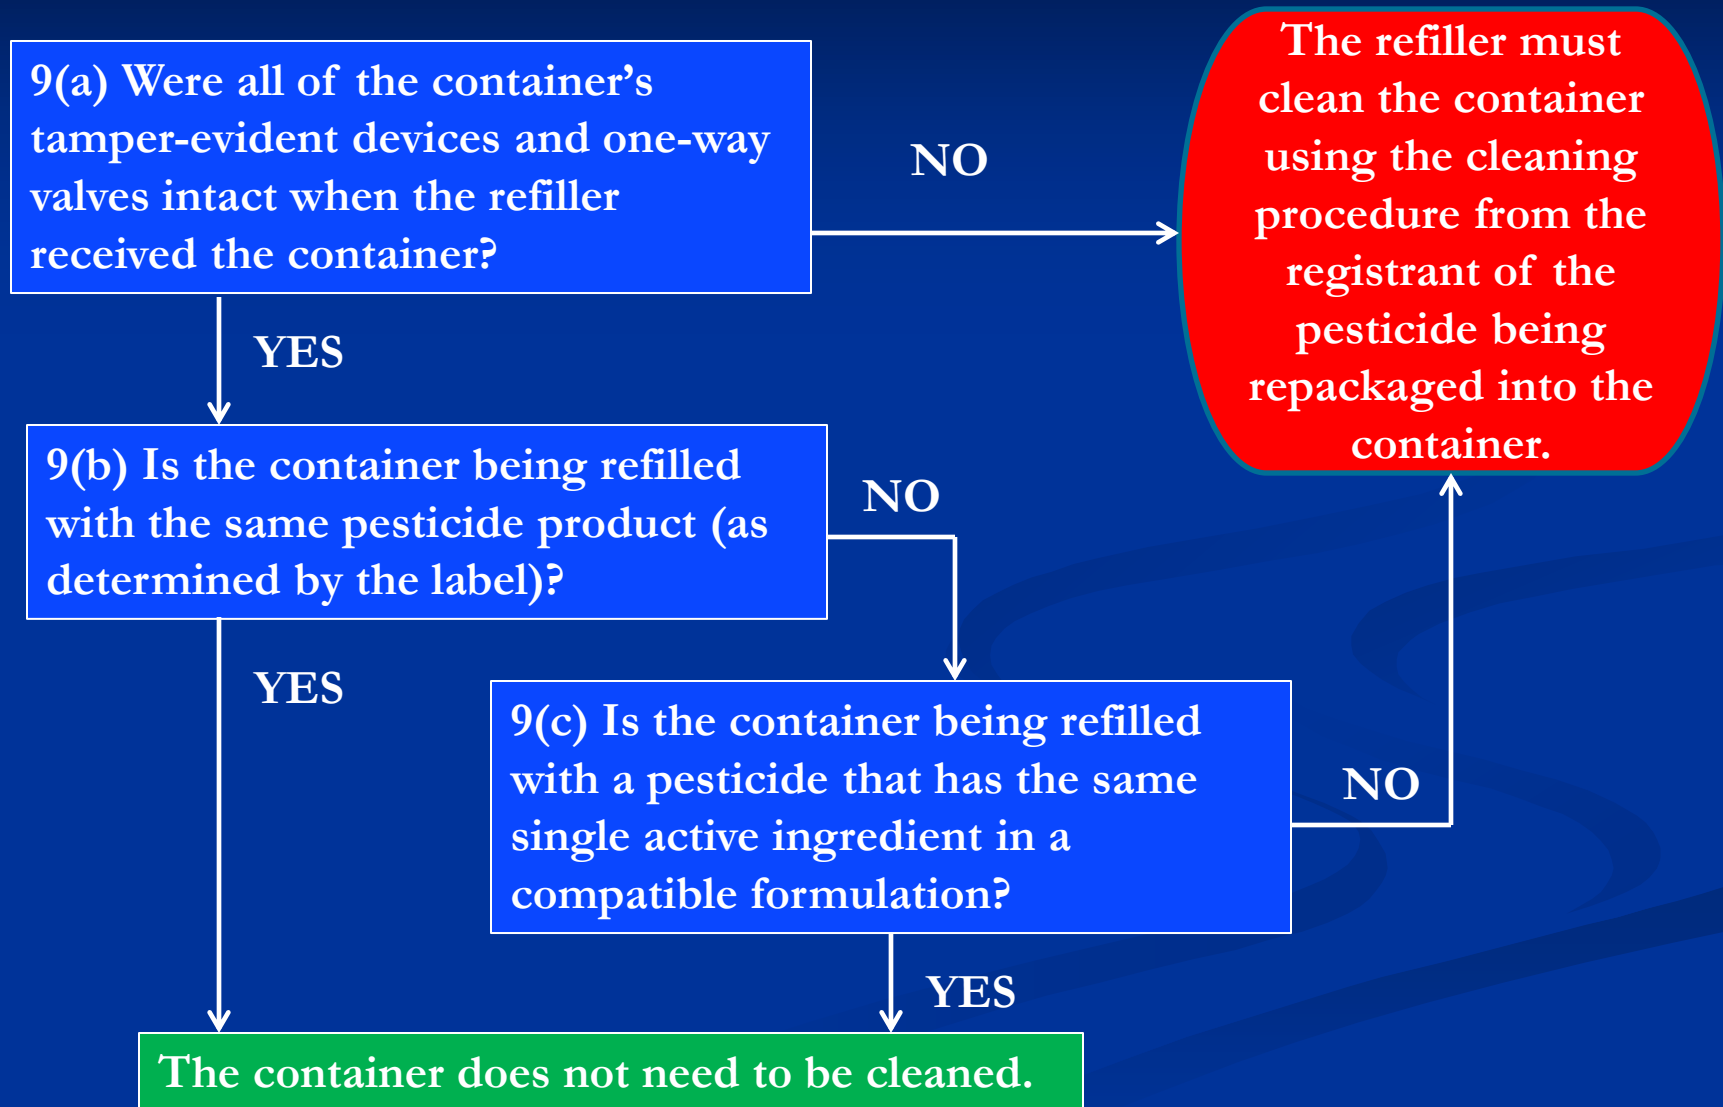 9(a) Were all of the container’s
tamper-evident devices and one-way
valves intact when the refiller
received the container?
NO
The refiller must
clean the container
using the cleaning
procedure from the
registrant of the
pesticide being
repackaged into the
container.
YES
9(b) Is the container being refilled
with the same pesticide product (as
determined by the label)?
NO
YES
9(c) Is the container being refilled
with a pesticide that has the same
single active ingredient in a
compatible formulation?
NO
YES
The container does not need to be cleaned.